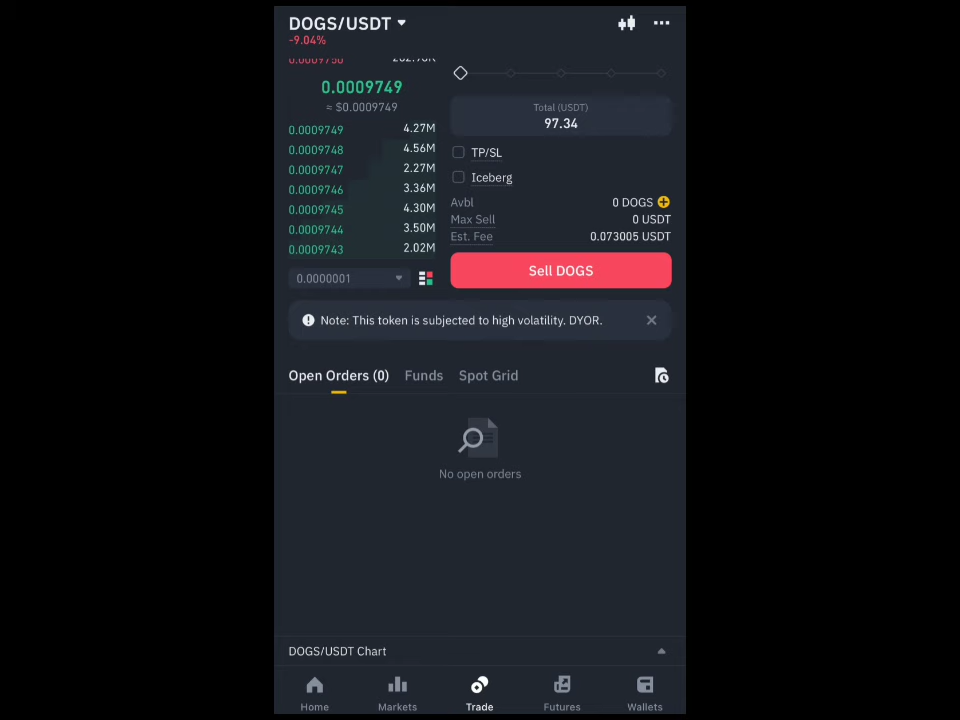 DOGS/USDT
-9.04%
0.0009749
≈ $0.0009749
0.0009749 4.27M
0.0009748 4.56M
0.0009747 2.27M
0.0009746 3.36M
0.0009745 4.30M
0.0009744 3.50M
0.0009743 2.02M
0.0000001
Total (USDT)
97.34
TP/SL
Iceberg
Avbl 0 DOGS
Max Sell 0 USDT
Est. Fee 0.073005 USDT
Sell DOGS
Note: This token is subjected to high volatility. DYOR.
Open Orders (0) Funds Spot Grid
No open orders
DOGS/USDT Chart
Home Markets Trade Futures Wallets